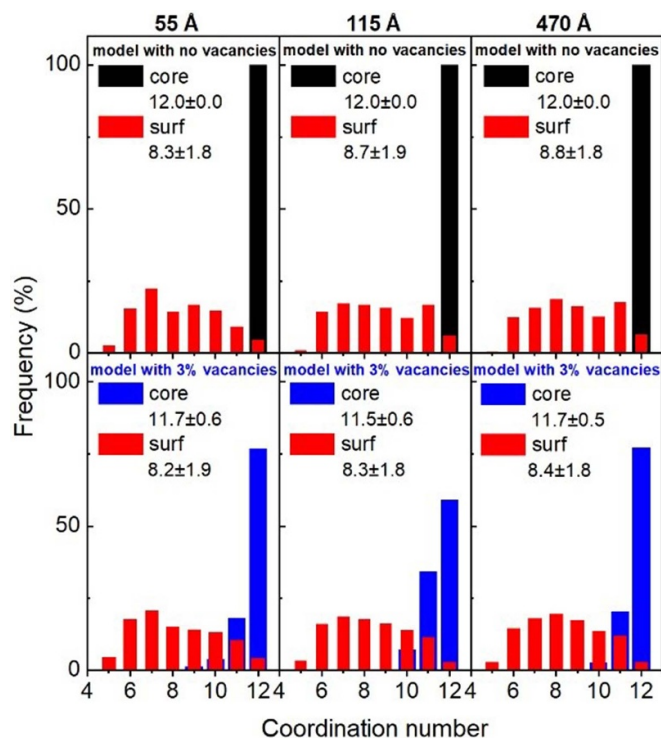 55 Å 115 Å 470 Å
model with no vacancies model with no vacancies model with no vacancies
100
core core core
12.0±0.0 12.0±0.0 12.0±0.0
surf surf surf
8.3±1.8 8.7±1.9 8.8±1.8
50
0
model with 3% vacancies model with 3% vacancies model with 3% vacancies
100
core core core
11.7±0.6 11.5±0.6 11.7±0.5
surf surf surf
8.2±1.9 8.3±1.8 8.4±1.8
50
0
Frequency (%)
4 6 8 10 12 4 6 8 10 12 4 6 8 10 12
Coordination number